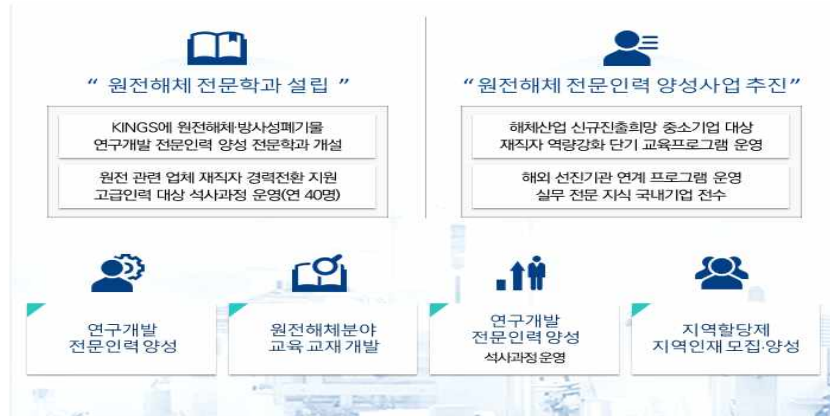 “ 원전해체 전문학과 설립 ”
KINGS에 원전해체·방사성폐기물
연구개발 전문인력 양성 전문학과 개설
원전 관련 업체 재직자 경력전환 지원
고급인력 대상 석사과정 운영(연 40명)
“원전해체 전문인력 양성사업 추진”
해체산업 신규진출희망 중소기업 대상
재직자 역량강화 단기 교육프로그램 운영
해외 선진기관 연계 프로그램 운영
실무 전문 지식 국내기업 전수
연구개발
전문인력 양성
원전해체분야
교육 교재 개발
연구개발
전문인력 양성
석사과정 운영
지역할당제
지역인재 모집·양성